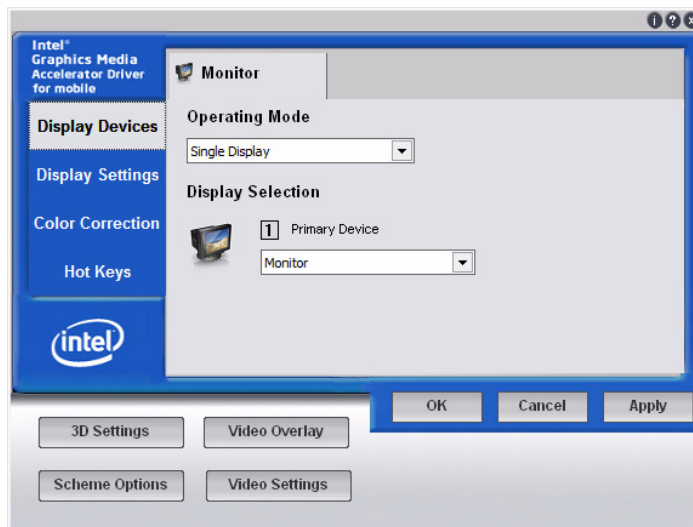 Intel®
Graphics Media
Accelerator Driver
for mobile
Monitor
Display Devices
Display Settings
Color Correction
Hot Keys
Operating Mode
Single Display
Display Selection
1 Primary Device
Monitor
intel
OK Cancel Apply
3D Settings Video Overlay
Scheme Options Video Settings